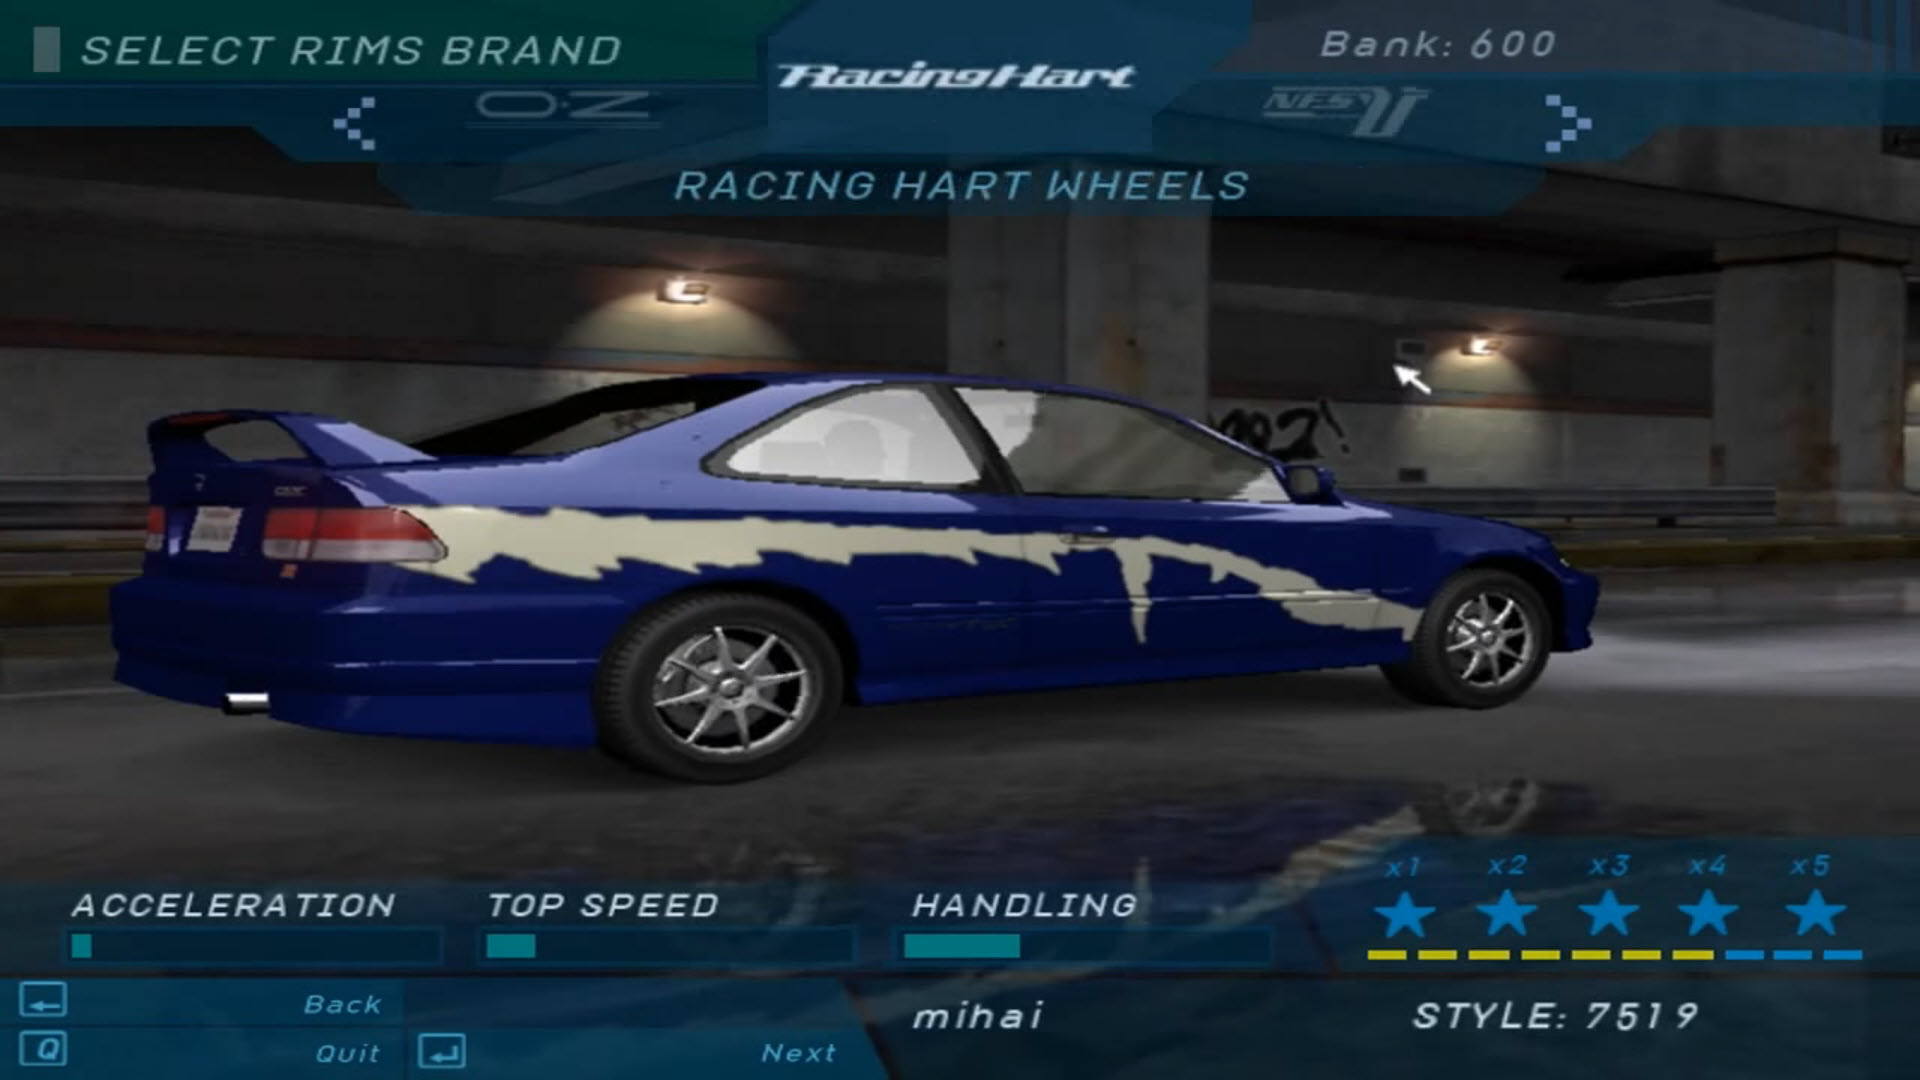 SELECT RIMS BRAND
Bank: 600
O·Z
RacingHart
NFSU
RACING HART WHEELS
x1 x2 x3 x4 x5
ACCELERATION
TOP SPEED
HANDLING
Back
mihai
STYLE: 7519
Q
Quit
Next